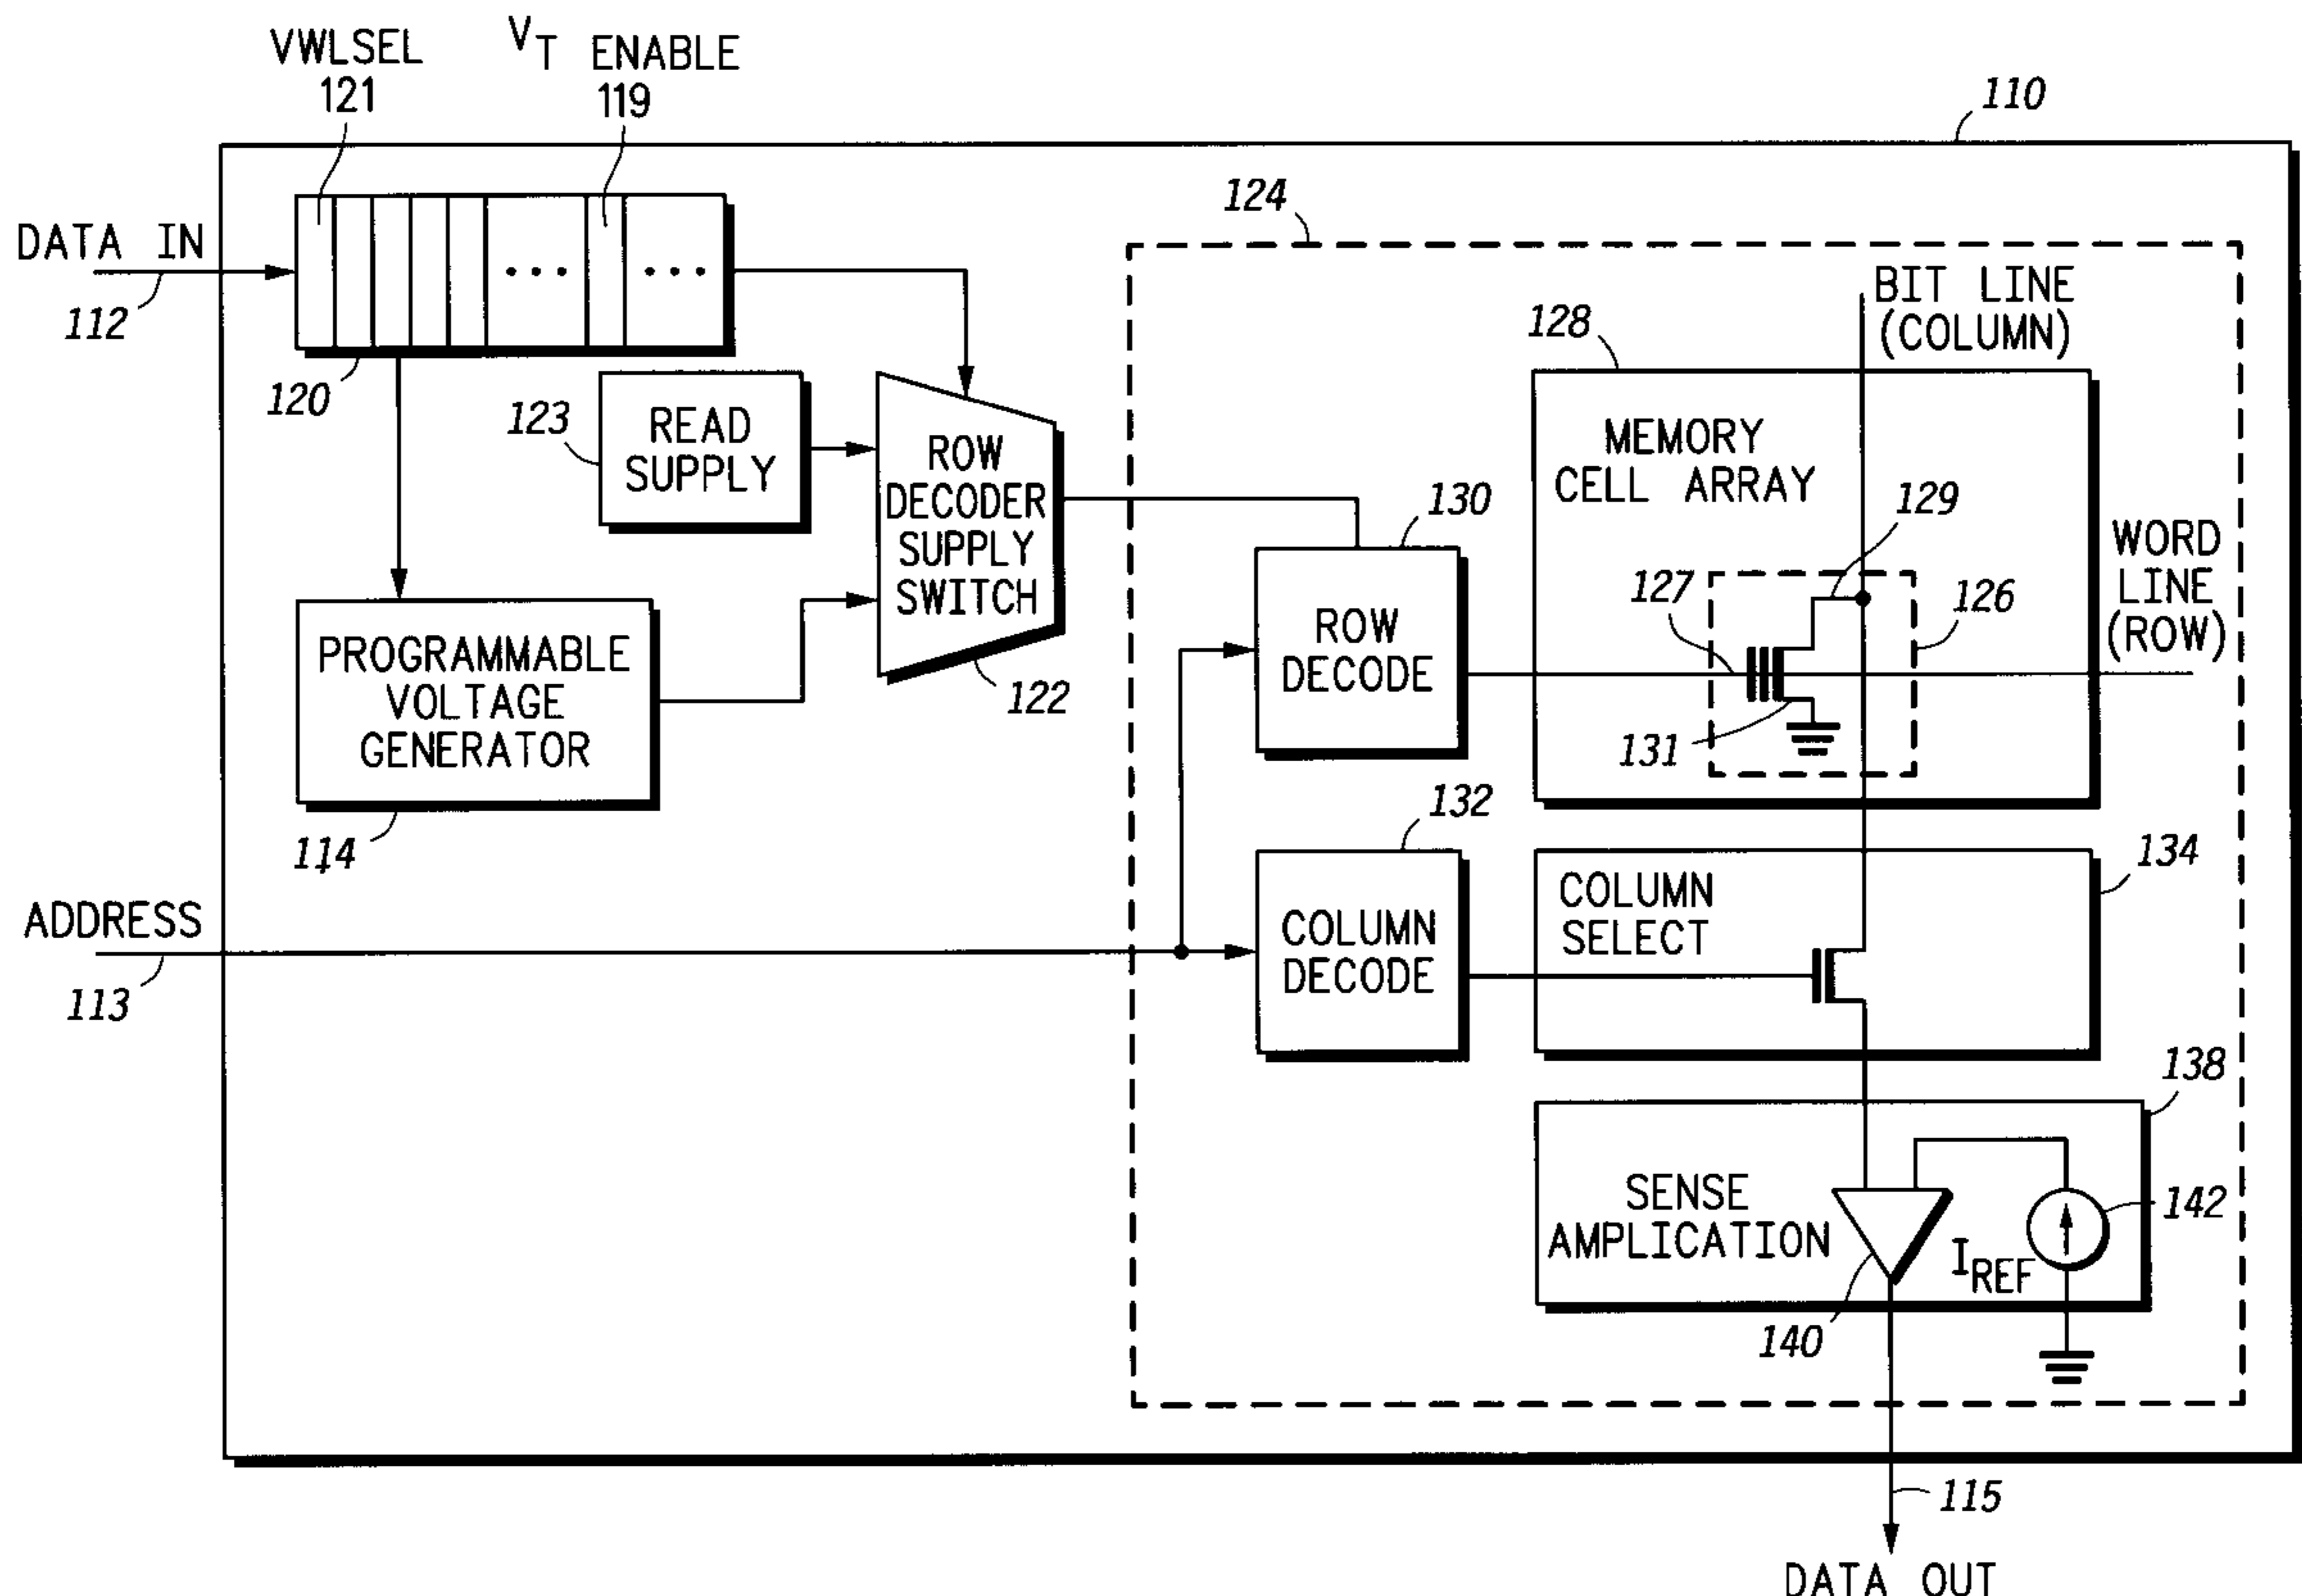 VWLSEL
121
VT ENABLE
119
110
DATA IN
112
120
124
BIT LINE
(COLUMN)
128
123
READ
SUPPLY
ROW
DECODER
SUPPLY
SWITCH
122
MEMORY
CELL ARRAY
129
130
WORD
LINE
(ROW)
127
126
131
ROW
DECODE
PROGRAMMABLE
VOLTAGE
GENERATOR
114
132
134
ADDRESS
113
COLUMN
DECODE
COLUMN
SELECT
138
SENSE
AMPLICATION
IREF
142
140
115
DATA OUT